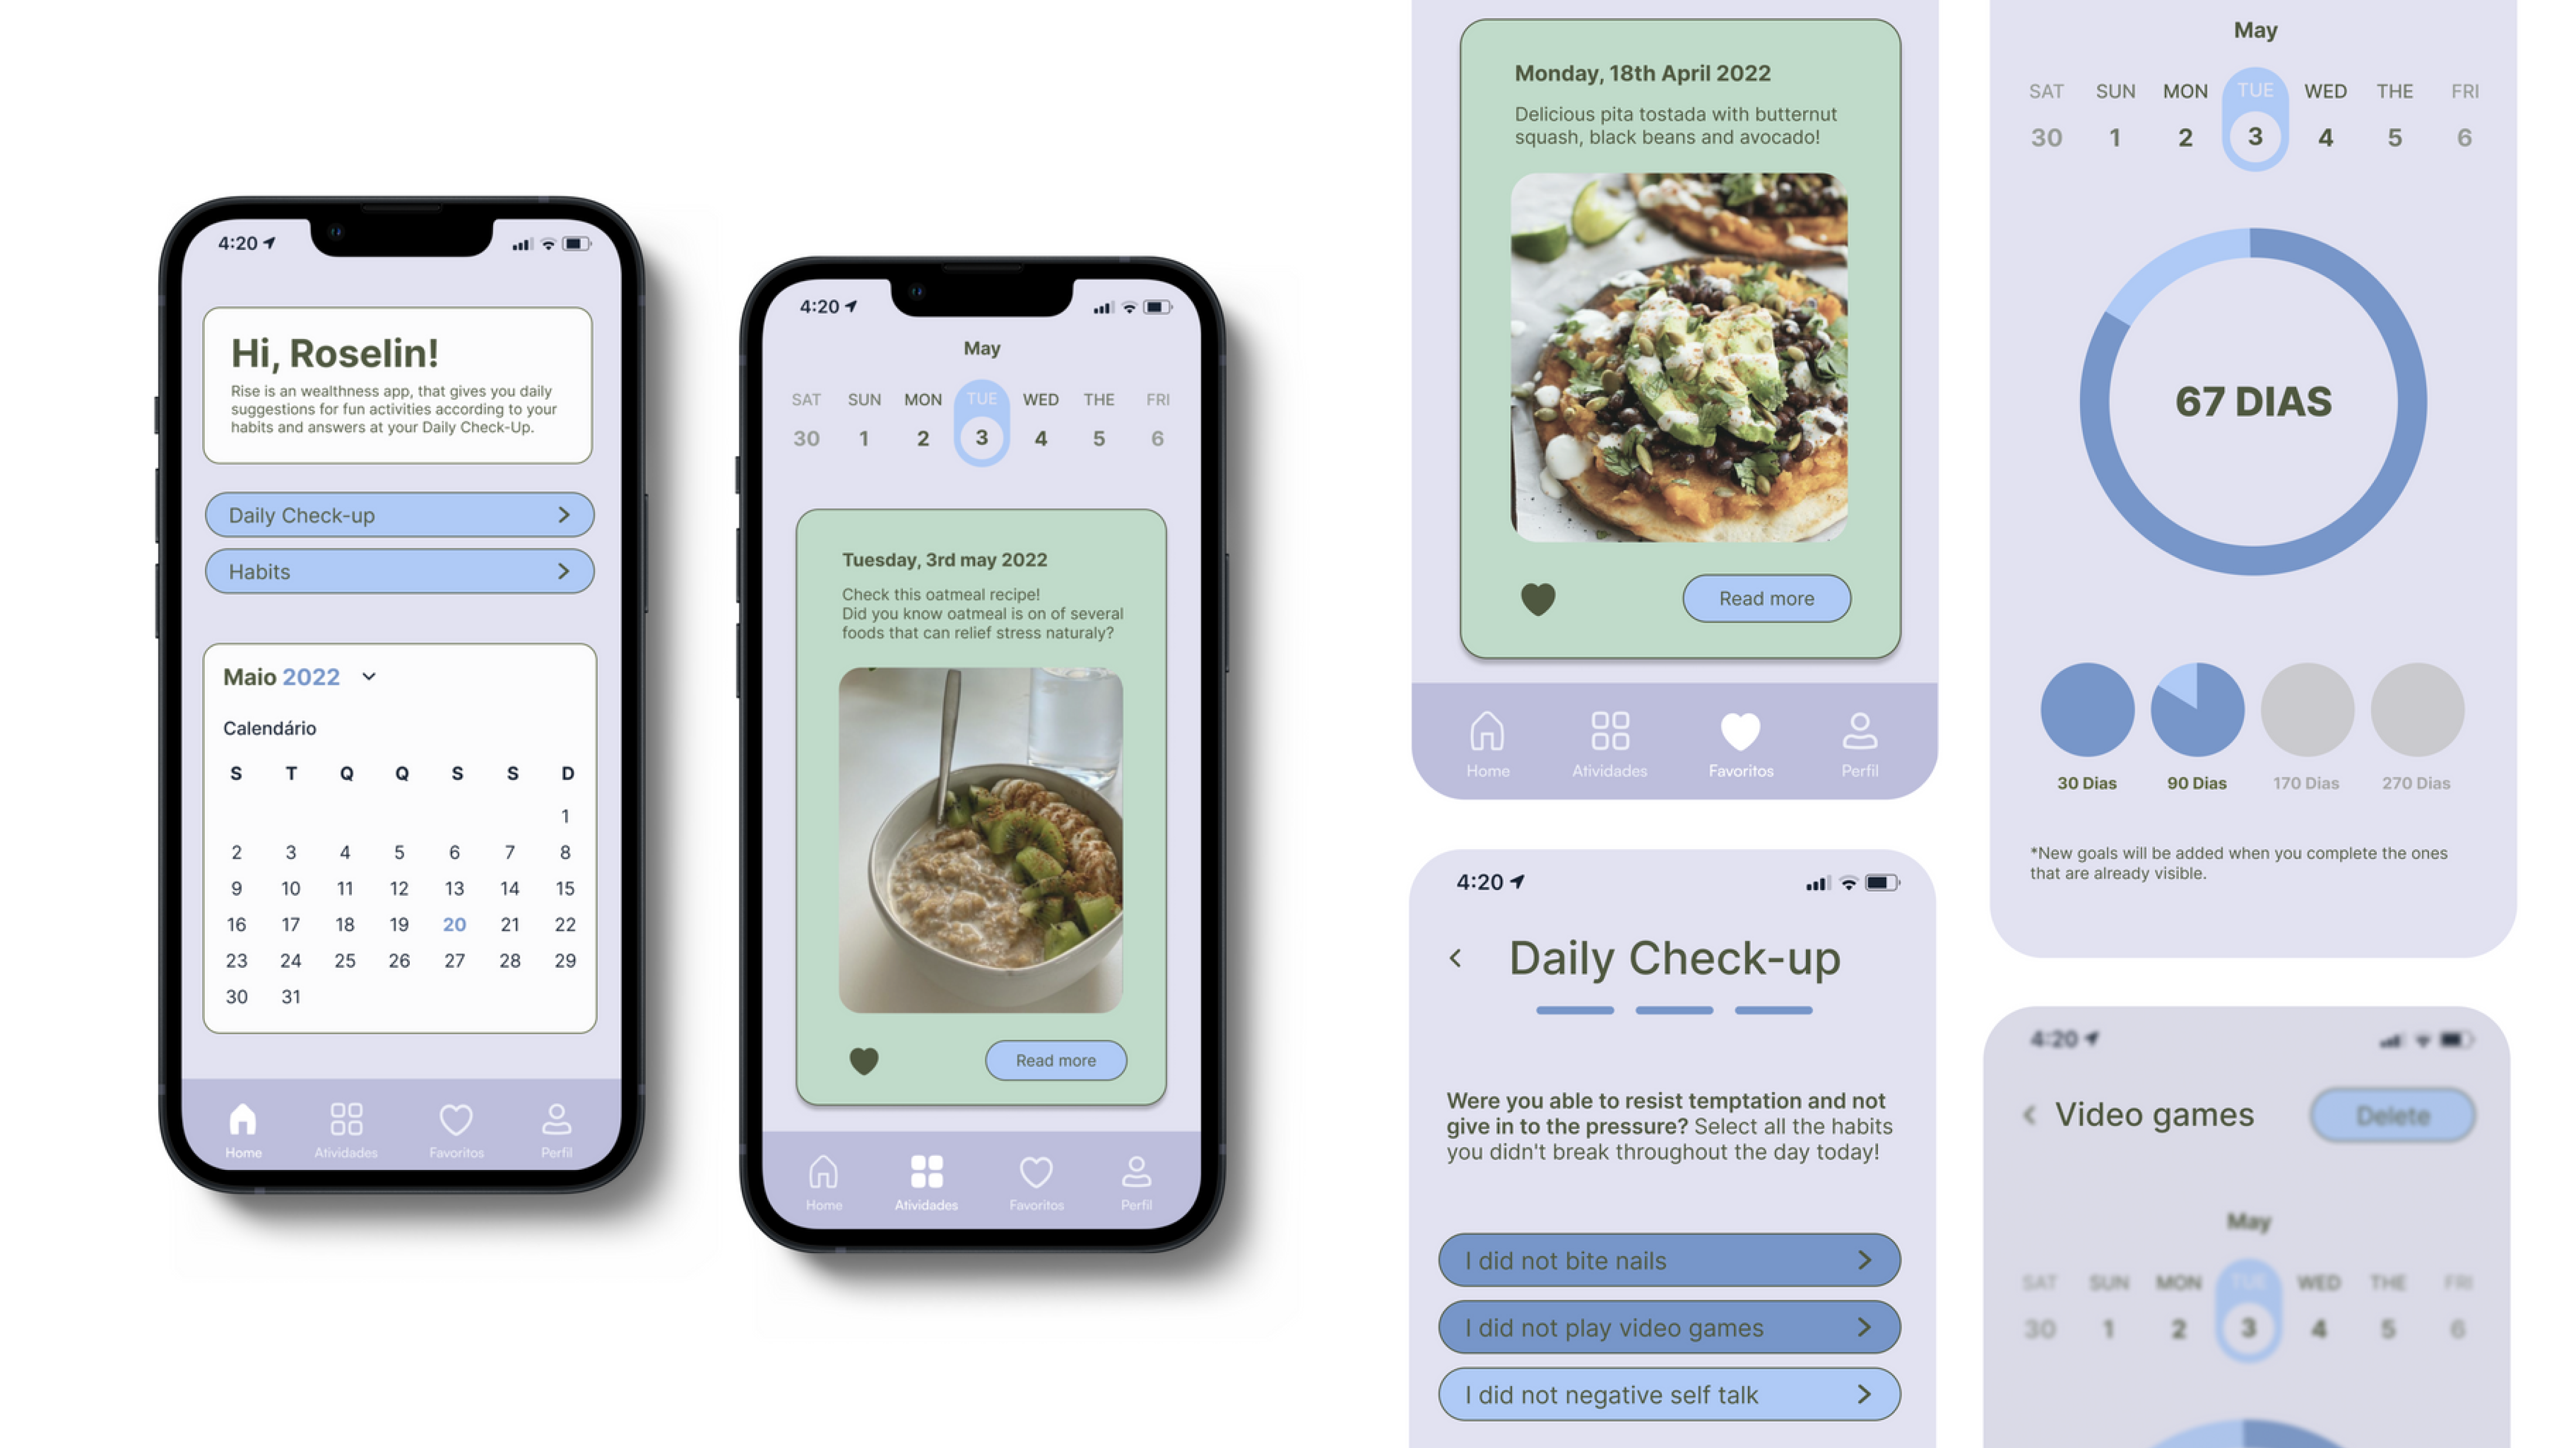 4:20
Hi, Roselin!
Rise is an wealthness app, that gives you daily
suggestions for fun activities according to your
habits and answers at your Daily Check-Up.
Daily Check-up
Habits
Maio 2022
Calendário
S T Q Q S S D
1
2 3 4 5 6 7 8
9 10 11 12 13 14 15
16 17 18 19 20 21 22
23 24 25 26 27 28 29
30 31
Home Atividades Favoritos Perfil
4:20
May
SAT SUN MON TUE WED THE FRI
30 1 2 3 4 5 6
Tuesday, 3rd may 2022
Check this oatmeal recipe!
Did you know oatmeal is on of several
foods that can relief stress naturaly?
Read more
Home Atividades Favoritos Perfil
Monday, 18th April 2022
Delicious pita tostada with butternut
squash, black beans and avocado!
Read more
Home Atividades Favoritos Perfil
4:20
Daily Check-up
Were you able to resist temptation and not
give in to the pressure? Select all the habits
you didn't break throughout the day today!
I did not bite nails
I did not play video games
I did not negative self talk
May
SAT SUN MON TUE WED THE FRI
30 1 2 3 4 5 6
67 DIAS
30 Dias 90 Dias 170 Dias 270 Dias
*New goals will be added when you complete the ones
that are already visible.
4:20
Video games
Delete
May
SAT SUN MON TUE WED THE FRI
30 1 2 3 4 5 6